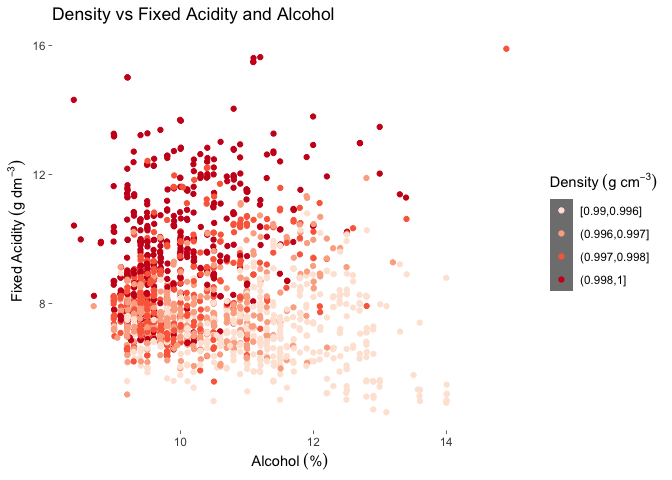 Density vs Fixed Acidity and Alcohol
16
12
8
Fixed Acidity (g dm⁻³)
10 12 14
Alcohol (%)
Density (g cm⁻³)
[0.99,0.996]
(0.996,0.997]
(0.997,0.998]
(0.998,1]